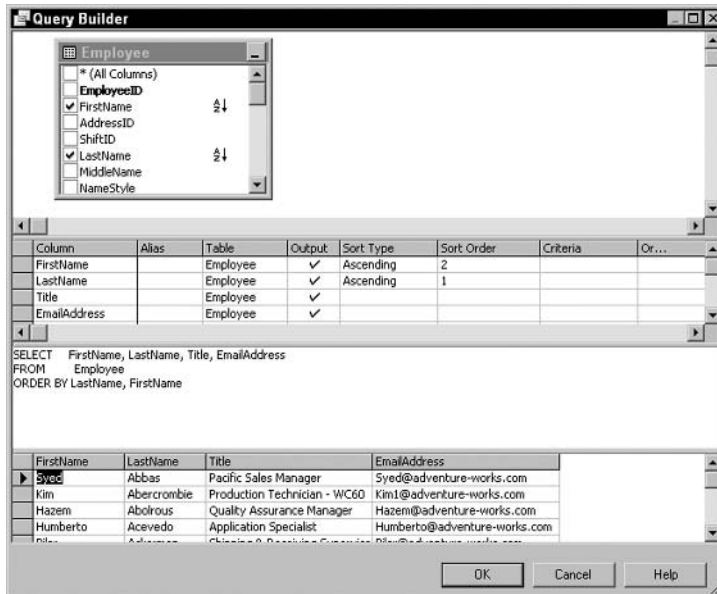 Query Builder
Employee
* (All Columns)
EmployeeID
FirstName
AddressID
ShiftID
LastName
MiddleName
NameStyle
Column Alias Table Output Sort Type Sort Order Criteria Or...
FirstName Employee Ascending 2
LastName Employee Ascending 1
Title Employee
EmailAddress Employee
SELECT FirstName, LastName, Title, EmailAddress
FROM Employee
ORDER BY LastName, FirstName
FirstName LastName Title EmailAddress
Syed Abbas Pacific Sales Manager Syed@adventure-works.com
Kim Abercrombie Production Technician - WC60 Kim1@adventure-works.com
Hazem Abolrous Quality Assurance Manager Hazem@adventure-works.com
Humberto Acevedo Application Specialist Humberto@adventure-works.com
OK Cancel Help